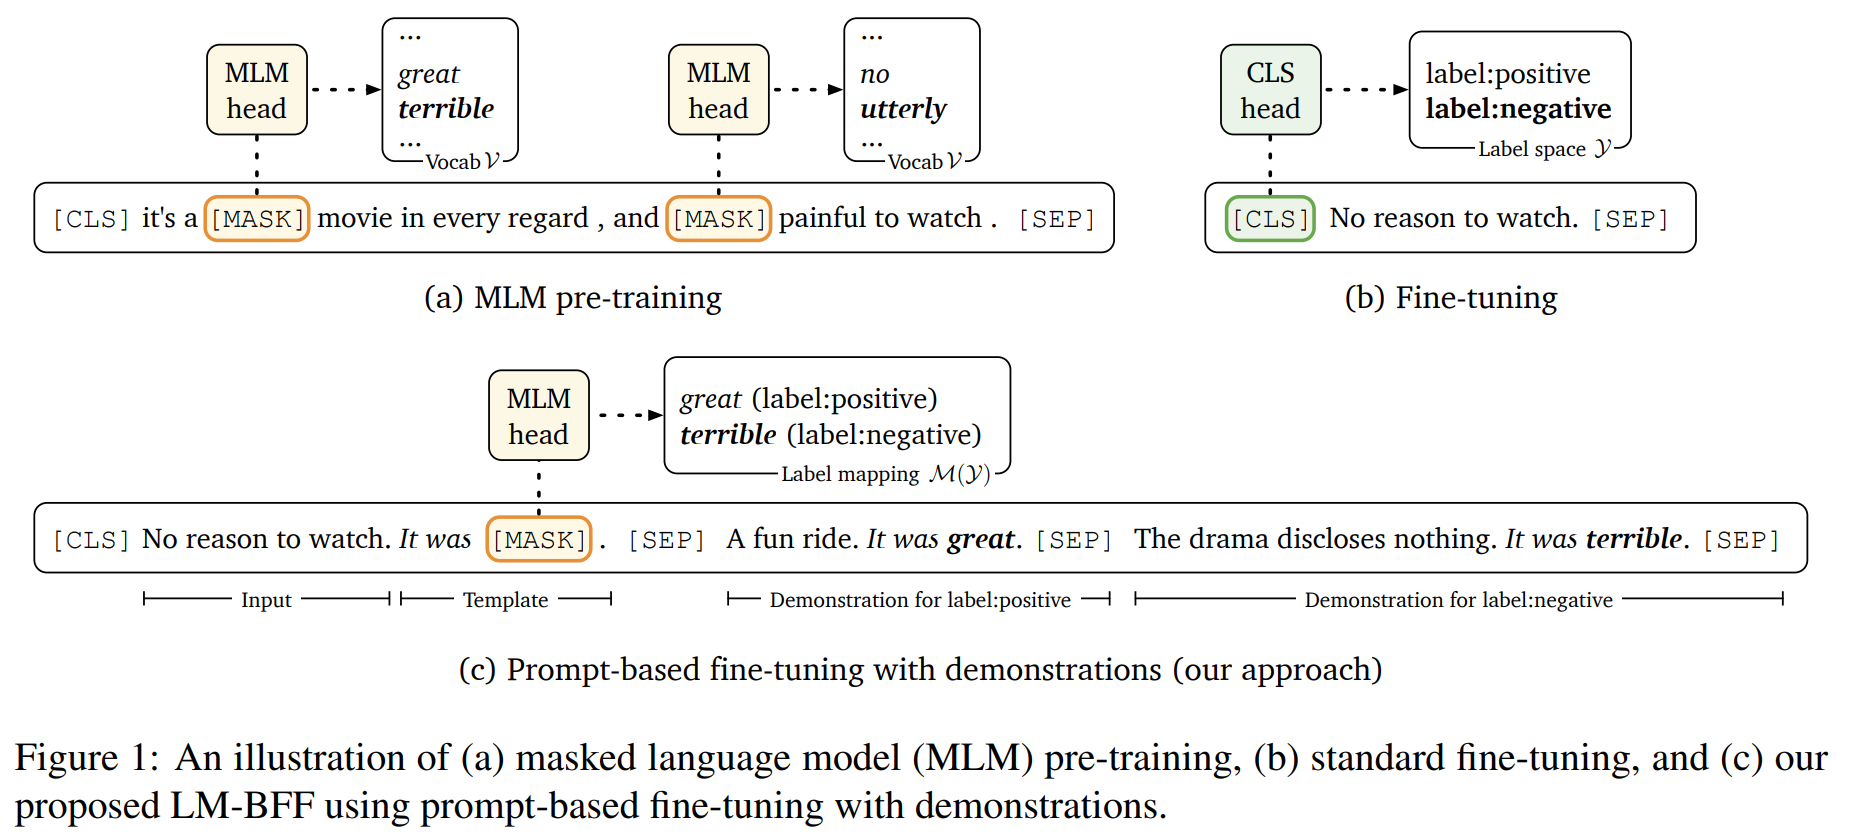 ...
great
terrible
...
Vocab 𝒱
MLM
head
...
no
utterly
...
Vocab 𝒱
MLM
head
[CLS] it's a [MASK] movie in every regard , and [MASK] painful to watch . [SEP]
(a) MLM pre-training
CLS
head
label:positive
label:negative
Label space 𝒴
[CLS] No reason to watch. [SEP]
(b) Fine-tuning
MLM
head
great (label:positive)
terrible (label:negative)
Label mapping ℳ(𝒴)
[CLS] No reason to watch. It was [MASK] . [SEP] A fun ride. It was great. [SEP] The drama discloses nothing. It was terrible. [SEP]
Input Template Demonstration for label:positive Demonstration for label:negative
(c) Prompt-based fine-tuning with demonstrations (our approach)
Figure 1: An illustration of (a) masked language model (MLM) pre-training, (b) standard fine-tuning, and (c) our
proposed LM-BFF using prompt-based fine-tuning with demonstrations.